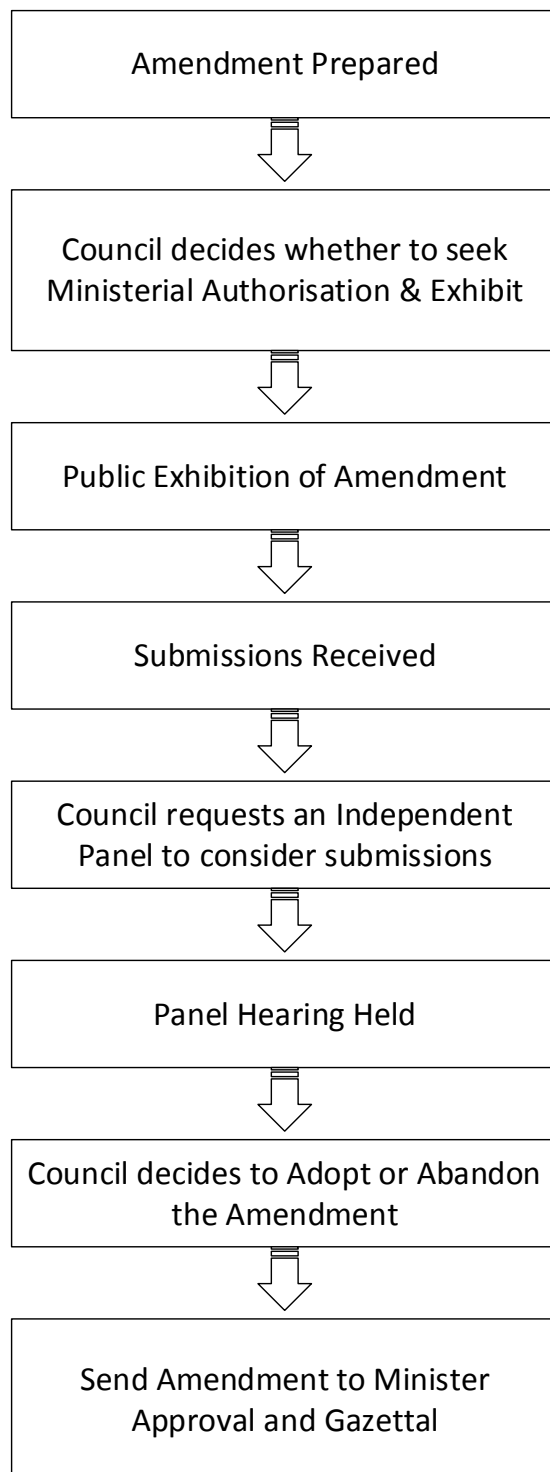 Amendment Prepared
Council decides whether to seek
Ministerial Authorisation & Exhibit
Public Exhibition of Amendment
Submissions Received
Council requests an Independent
Panel to consider submissions
Panel Hearing Held
Council decides to Adopt or Abandon
the Amendment
Send Amendment to Minister
Approval and Gazettal